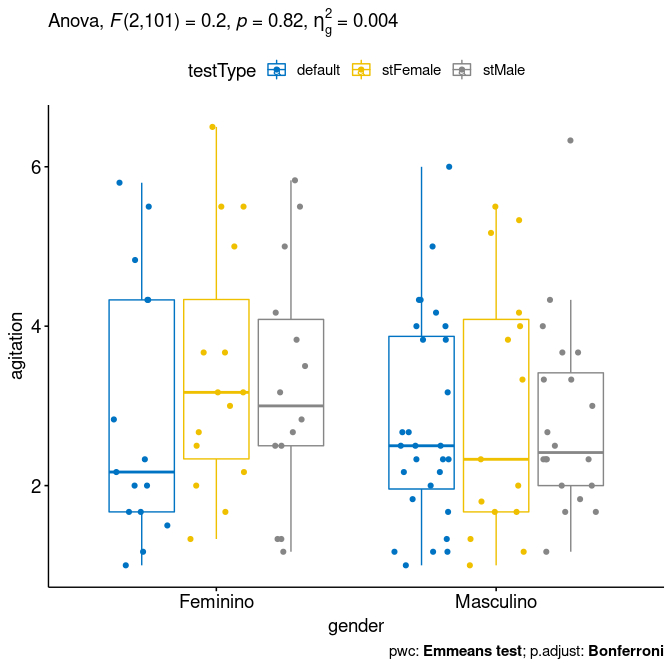 Anova, F(2,101) = 0.2, p = 0.82, η²g = 0.004
testType default stFemale stMale
agitation
6
4
2
Feminino Masculino
gender
pwc: Emmeans test; p.adjust: Bonferroni